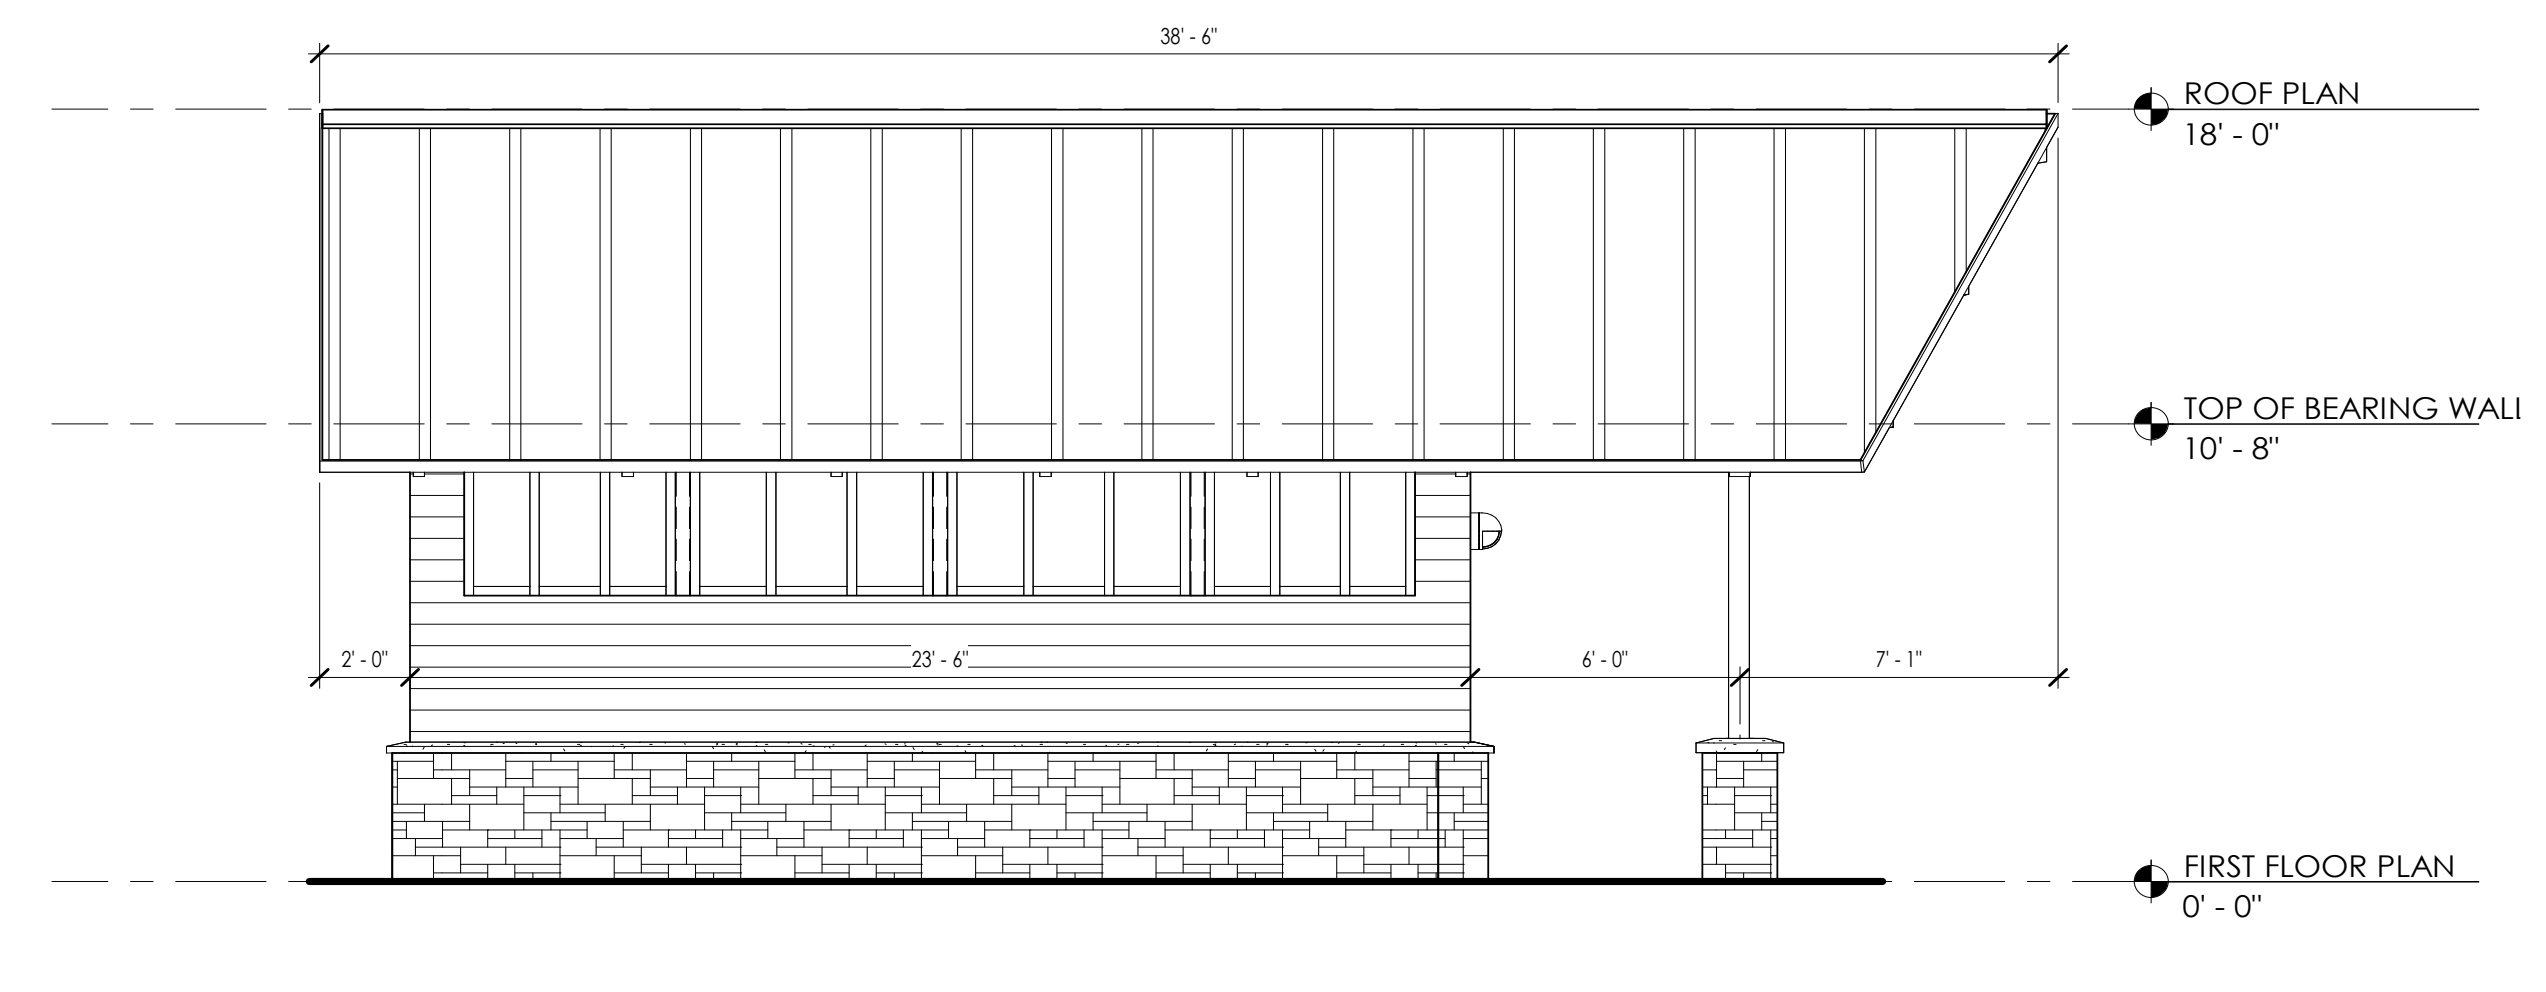 38' - 6"
ROOF PLAN
18' - 0"
TOP OF BEARING WALL
10' - 8"
2' - 0"
23' - 6"
6' - 0"
7' - 1"
FIRST FLOOR PLAN
0' - 0"